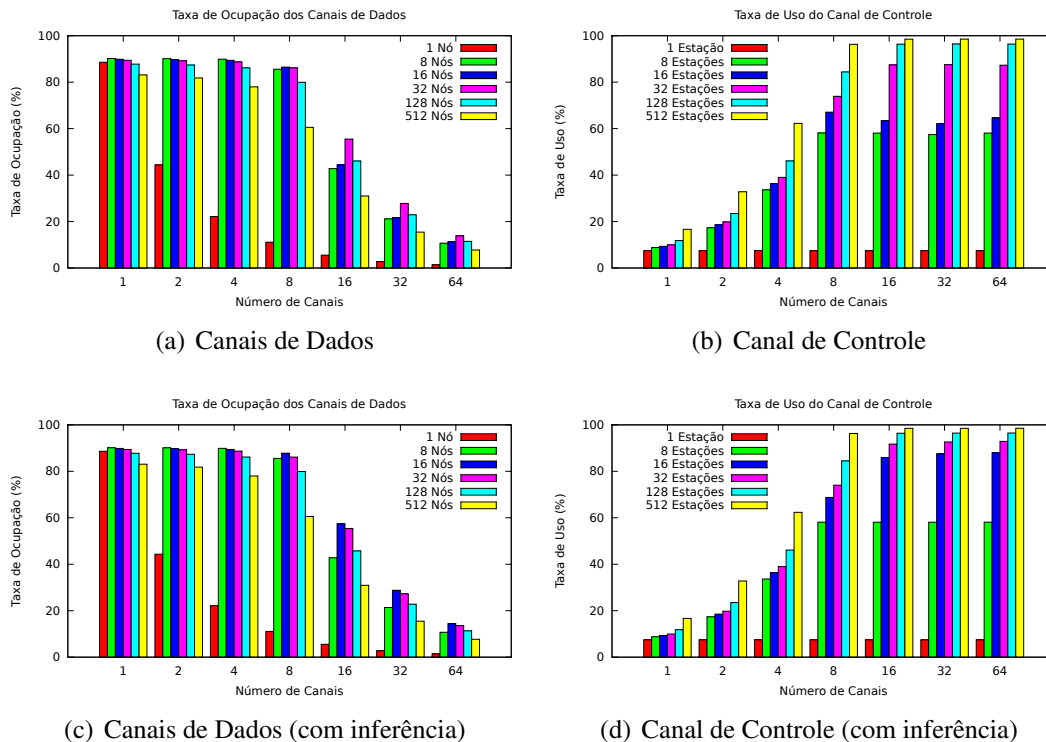 Taxa de Ocupação dos Canais de Dados
Taxa de Ocupação (%)
100
80
60
40
20
0
1 Nó
8 Nós
16 Nós
32 Nós
128 Nós
512 Nós
1 2 4 8 16 32 64
Número de Canais
(a) Canais de Dados
Taxa de Uso do Canal de Controle
Taxa de Uso (%)
100
80
60
40
20
0
1 Estação
8 Estações
16 Estações
32 Estações
128 Estações
512 Estações
1 2 4 8 16 32 64
Número de Canais
(b) Canal de Controle
Taxa de Ocupação dos Canais de Dados
Taxa de Ocupação (%)
100
80
60
40
20
0
1 Nó
8 Nós
16 Nós
32 Nós
128 Nós
512 Nós
1 2 4 8 16 32 64
Número de Canais
(c) Canais de Dados (com inferência)
Taxa de Uso do Canal de Controle
Taxa de Uso (%)
100
80
60
40
20
0
1 Estação
8 Estações
16 Estações
32 Estações
128 Estações
512 Estações
1 2 4 8 16 32 64
Número de Canais
(d) Canal de Controle (com inferência)